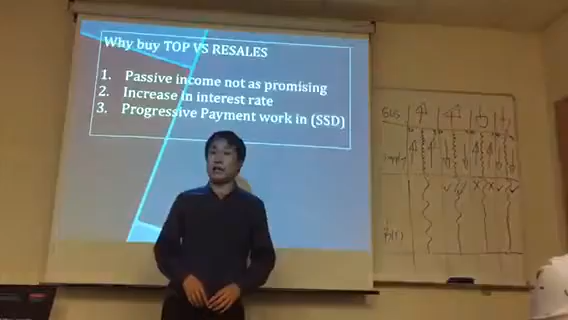 Why buy TOP VS RESALES
1. Passive income not as promising
2. Increase in interest rate
3. Progressive Payment work in (SSD)